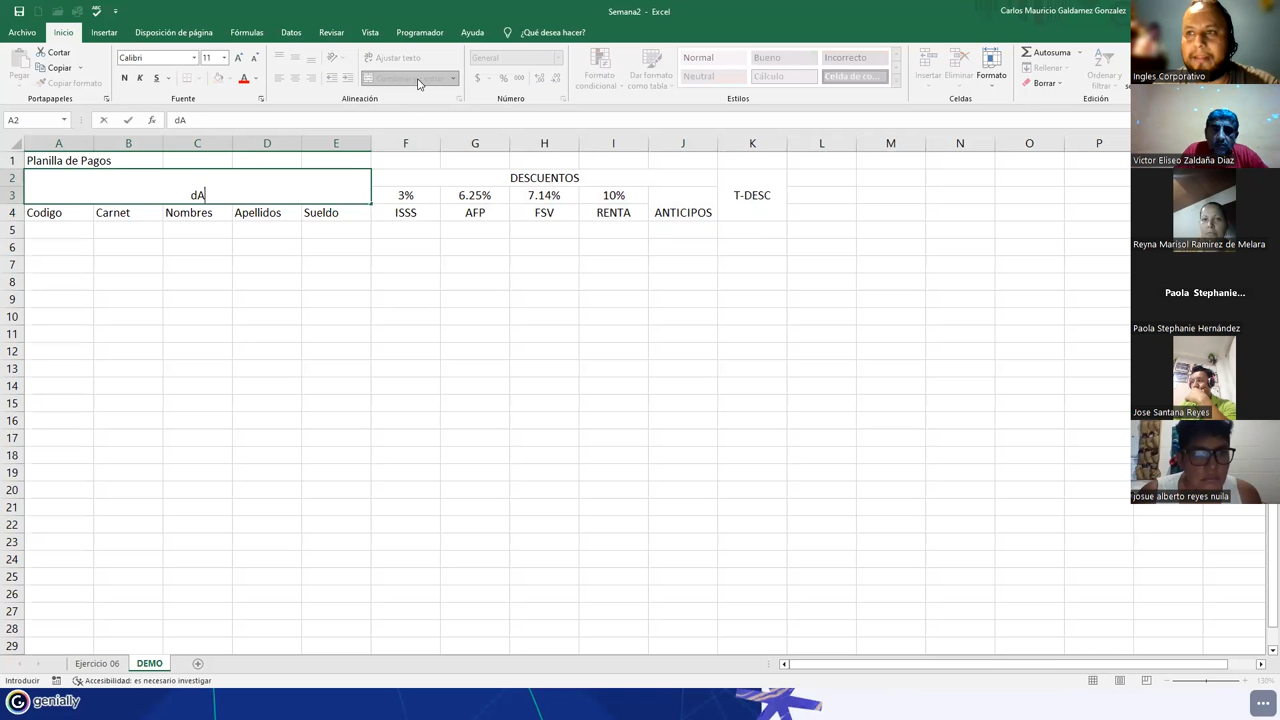 Semana2 - Excel
Carlos Mauricio Galdamez Gonzalez
Archivo Inicio Insertar Disposición de página Fórmulas Datos Revisar Vista Programador Ayuda ¿Qué desea hacer?
Pegar
Cortar
Copiar
Copiar formato
Portapapeles
Calibri 11
N K S
Fuente
Ajustar texto
Alineación
General
% 000
Número
Formato condicional
Dar formato como tabla
Normal Bueno Incorrecto
Neutral Cálculo Celda de co...
Estilos
Insertar Eliminar Formato
Celdas
Autosuma
Rellenar
Borrar
Ordenar y
Edición
A2 fx dA
A B C D E F G H I J K L M N O P
1 Planilla de Pagos
2 DESCUENTOS
3 dA 3% 6.25% 7.14% 10% T-DESC
4 Codigo Carnet Nombres Apellidos Sueldo ISSS AFP FSV RENTA ANTICIPOS
5
6
7
8
9
10
11
12
13
14
15
16
17
18
19
20
21
22
23
24
25
26
27
28
29
Ejercicio 06 DEMO
Introducir Accesibilidad: es necesario investigar 130%
genially
Ingles Corporativo
Victor Eliseo Zaldaña Diaz
Reyna Marisol Ramirez de Melara
Paola Stephanie...
Paola Stephanie Hernández
Jose Santana Reyes
josue alberto reyes nuila